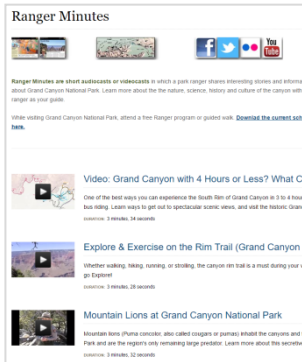 Ranger Minutes
You
Tube
Ranger Minutes are short audiocasts or videocasts in which a park ranger shares interesting stories and informa
about Grand Canyon National Park. Learn more about the the nature, science, history and culture of the canyon with
ranger as your guide.
While visiting Grand Canyon National Park, attend a free Ranger program or guided walk. Download the current sch
here.
Video: Grand Canyon with 4 Hours or Less? What C
One of the best ways you can experience the South Rim of Grand Canyon in 3 to 4 hou
bus riding. Learn ways to get out to spectacular scenic views, and visit the historic Gran
DURATION: 3 minutes, 34 seconds
Explore & Exercise on the Rim Trail (Grand Canyon
Whether walking, hiking, running, or strolling, the canyon rim trail is a must during your v
go Explore!
DURATION: 3 minutes, 26 seconds
Mountain Lions at Grand Canyon National Park
Mountain lions (Puma concolor, also called cougars or pumas) inhabit the canyons and
Park and are the region's only remaining large predator. Learn more about this secretive
DURATION: 3 minutes, 32 seconds